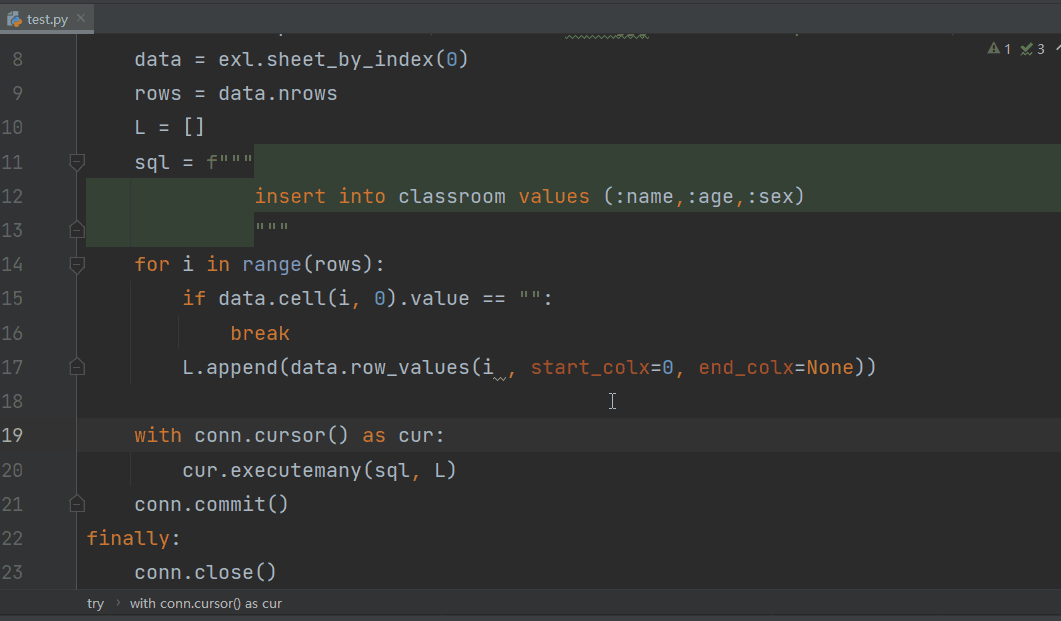 test.py
1 3
8 data = exl.sheet_by_index(0)
9 rows = data.nrows
10 L = []
11 sql = f"""
12 insert into classroom values (:name,:age,:sex)
13 """
14 for i in range(rows):
15 if data.cell(i, 0).value == "":
16 break
17 L.append(data.row_values(i , start_colx=0, end_colx=None))
18
19 with conn.cursor() as cur:
20 cur.executemany(sql, L)
21 conn.commit()
22 finally:
23 conn.close()
try › with conn.cursor() as cur